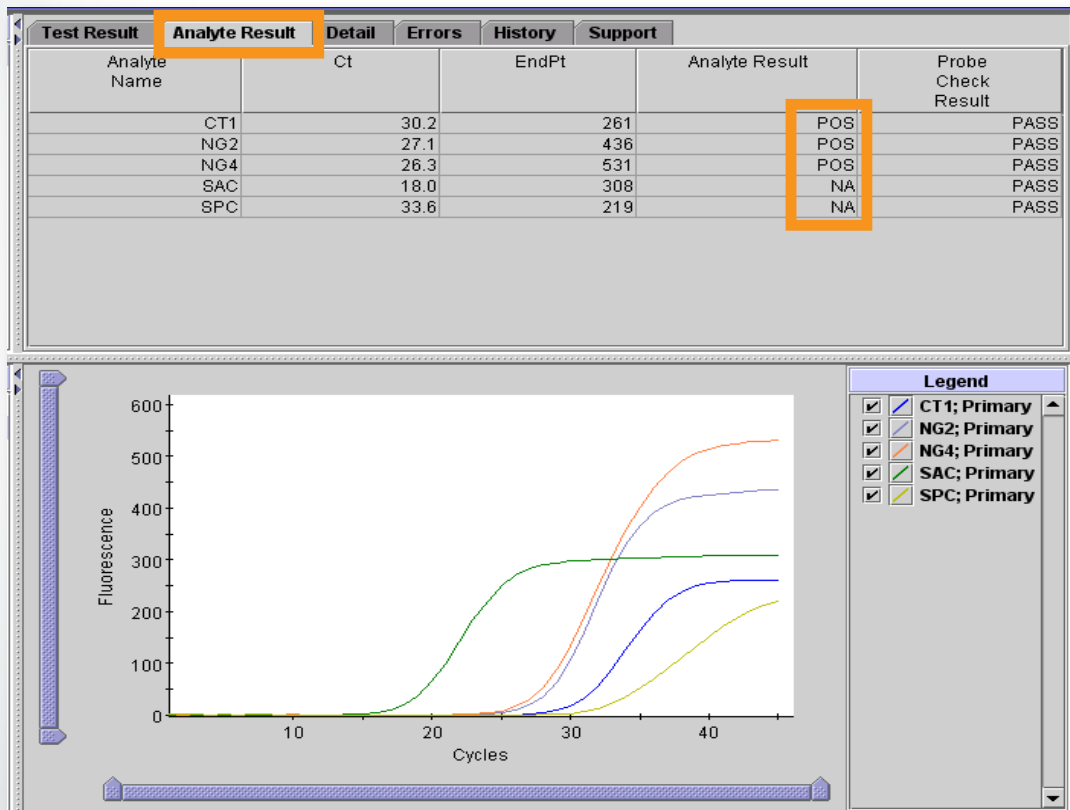 Test Result Analyte Result Detail Errors History Support
Analyte Name Ct EndPt Analyte Result Probe Check Result
CT1 30.2 261 POS PASS
NG2 27.1 436 POS PASS
NG4 26.3 531 POS PASS
SAC 18.0 308 NA PASS
SPC 33.6 219 NA PASS
Legend
CT1; Primary
NG2; Primary
NG4; Primary
SAC; Primary
SPC; Primary
600
500
400
300
200
100
0
Fluorescence
10 20 30 40
Cycles